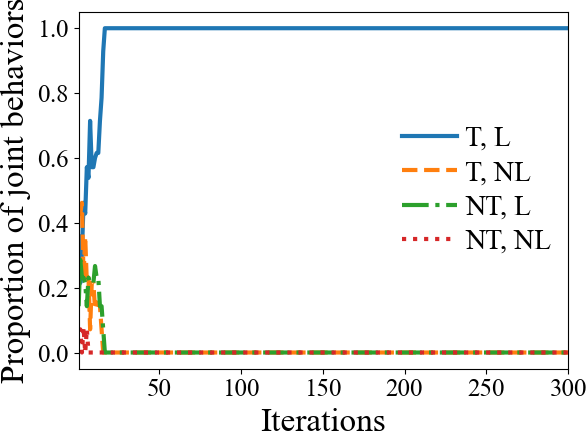 Proportion of joint behaviors
1.0
0.8
0.6
0.4
0.2
0.0
T, L
T, NL
NT, L
NT, NL
50 100 150 200 250 300
Iterations